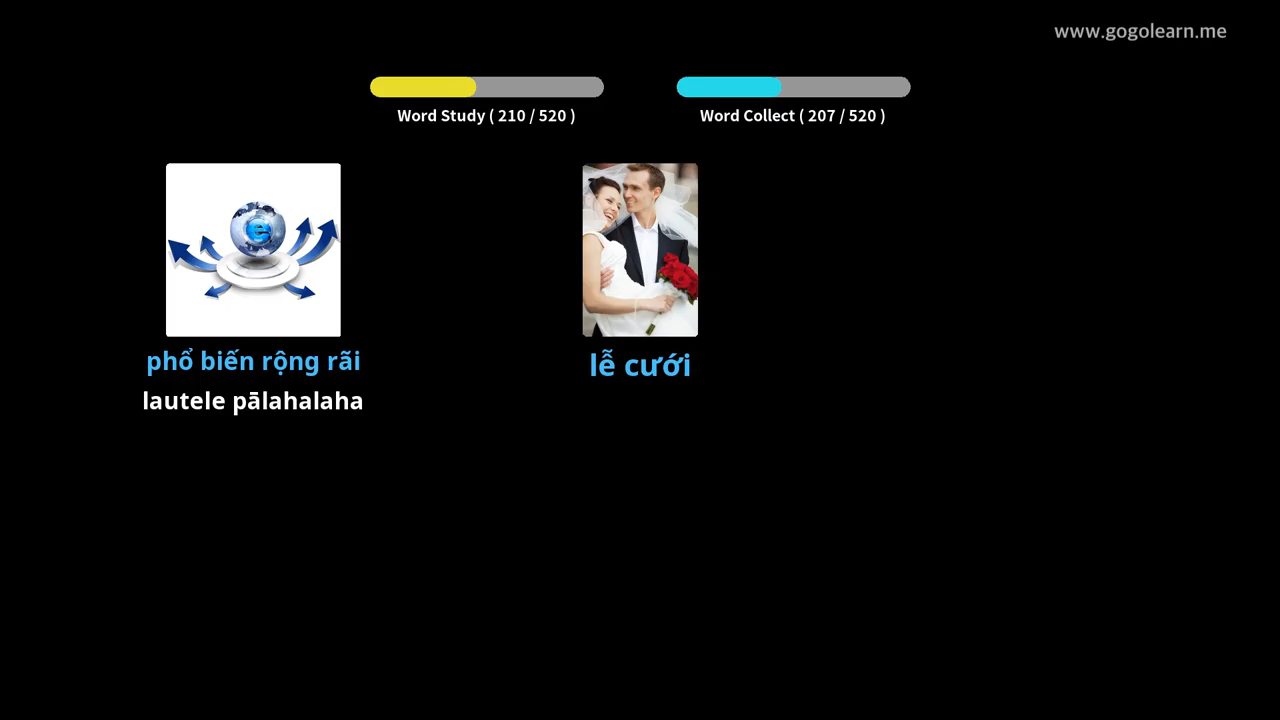 www.gogolearn.me
Word Study ( 210 / 520 )
Word Collect ( 207 / 520 )
e
phổ biến rộng rãi
lautele pālahalaha
lễ cưới